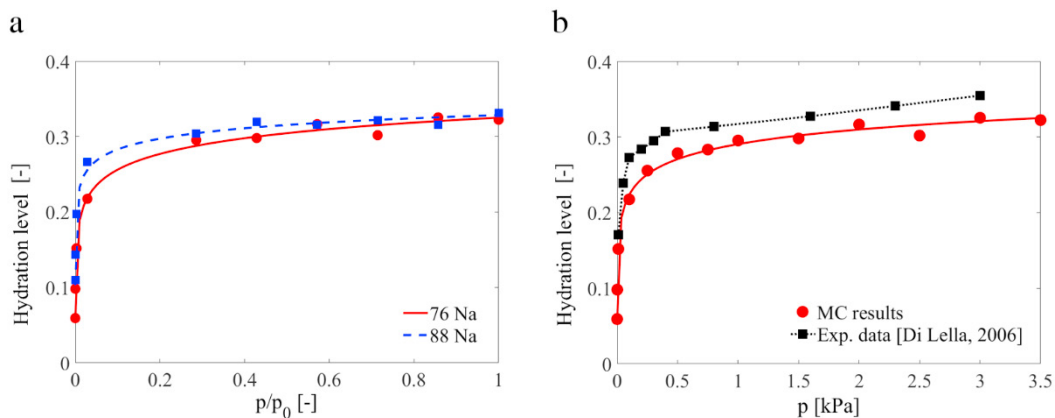 a
0.4
0.3
0.2
0.1
0
Hydration level [-]
76 Na
88 Na
0 0.2 0.4 0.6 0.8 1
p/p0 [-]
b
0.4
0.3
0.2
0.1
0
Hydration level [-]
MC results
Exp. data [Di Lella, 2006]
0 0.5 1 1.5 2 2.5 3 3.5
p [kPa]